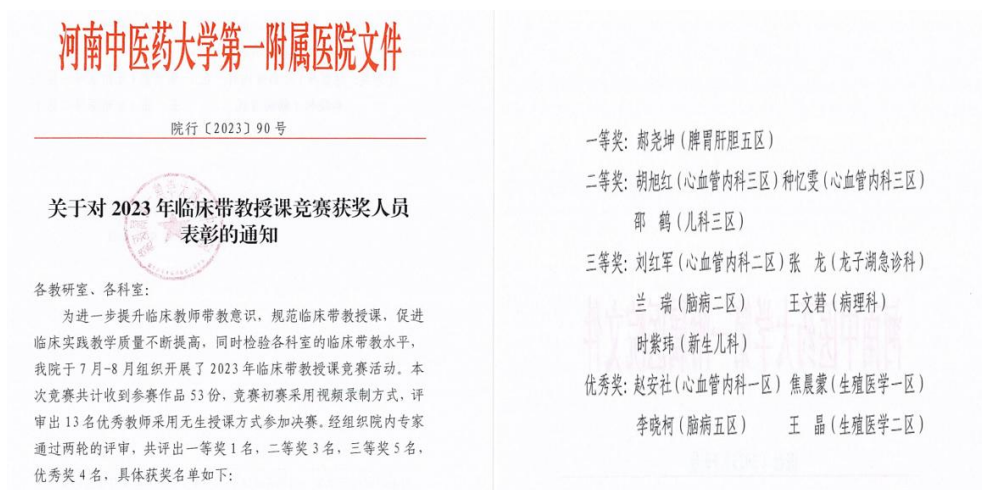 河南中医药大学第一附属医院文件
院行〔2023〕90号
关于对 2023 年临床带教授课竞赛获奖人员
表彰的通知
各教研室、各科室：
为进一步提升临床教师带教意识，规范临床带教授课，促进
临床实践教学质量不断提高，同时检验各科室的临床带教水平，
我院于7月-8月组织开展了2023年临床带教授课竞赛活动。本
次竞赛共计收到参赛作品53份，竞赛初赛采用视频录制方式，评
审出13名优秀教师采用无生授课方式参加决赛。经组织院内专家
通过两轮的评审，共评出一等奖1名，二等奖3名，三等奖5名，
优秀奖4名，具体获奖名单如下：
一等奖：郝尧坤（脾胃肝胆五区）
二等奖：胡旭红（心血管内科三区）种忆雯（心血管内科三区）
邵　鹤（儿科三区）
三等奖：刘红军（心血管内科二区）张　龙（龙子湖急诊科）
兰　瑞（脑病二区）　　王文莙（病理科）
时紫玮（新生儿科）
优秀奖：赵安社（心血管内科一区）焦晨蒙（生殖医学一区）
李晓柯（脑病五区）　　王　晶（生殖医学二区）